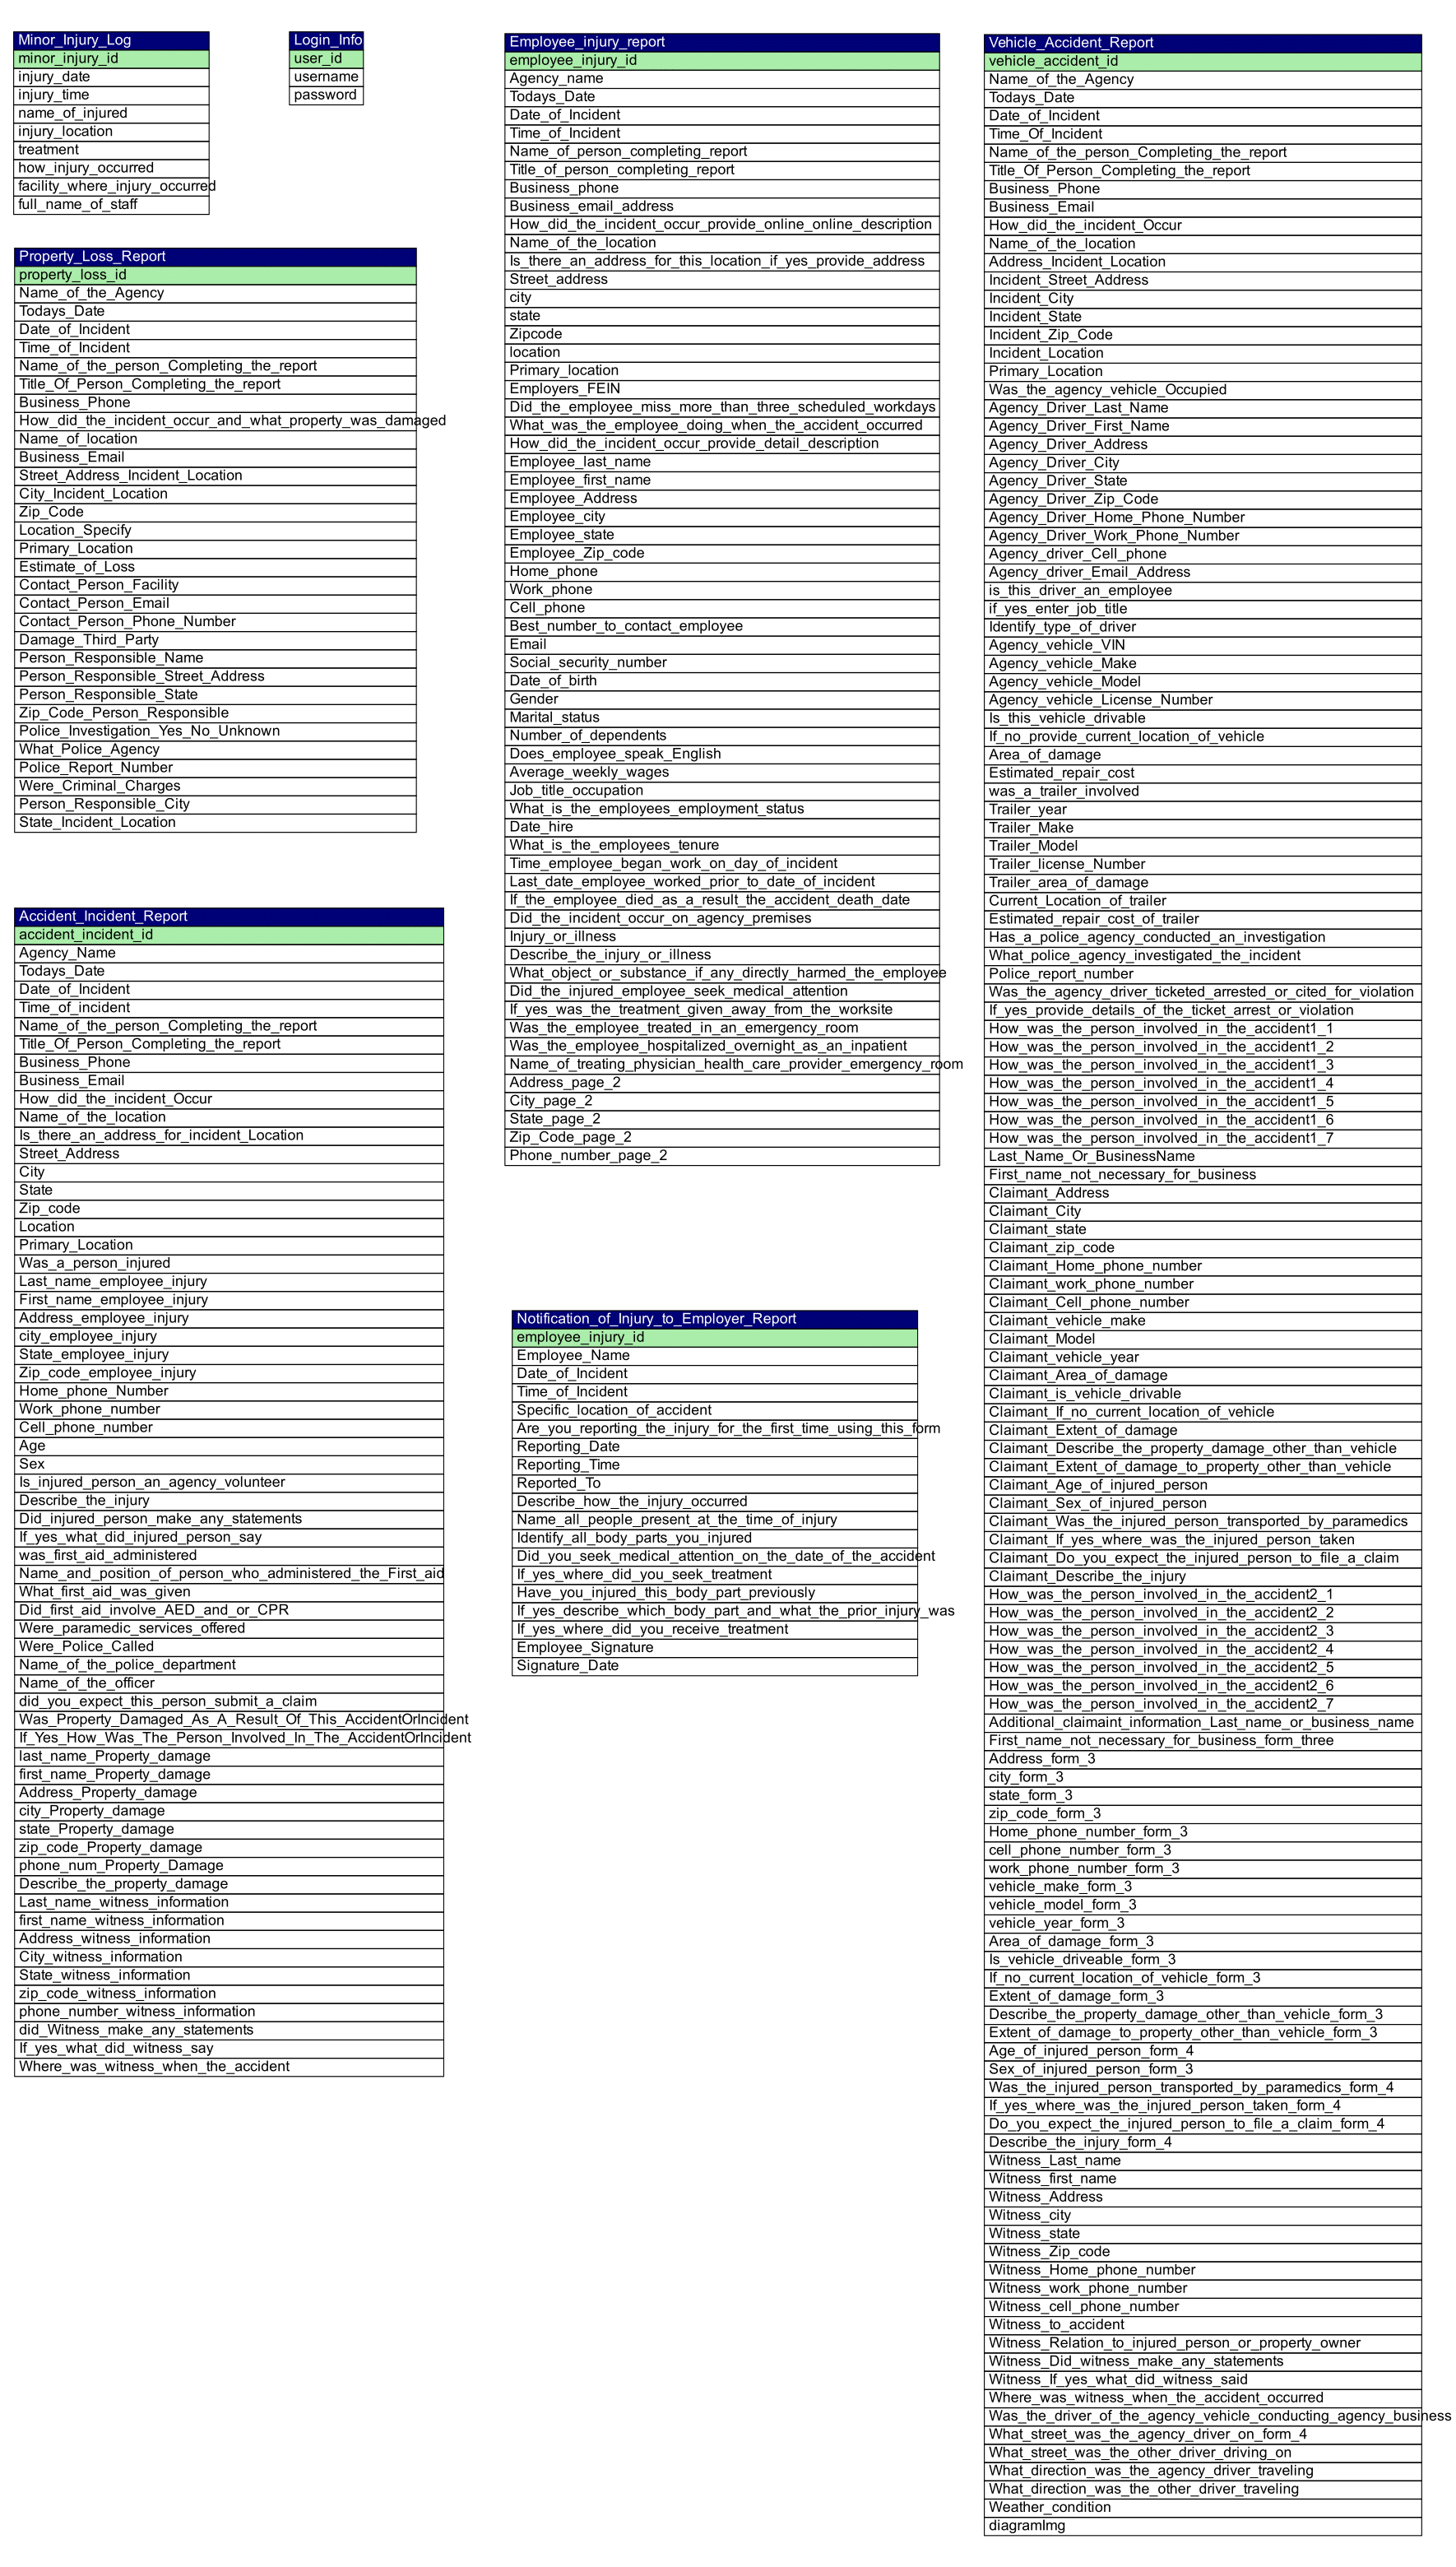 Minor_Injury_Log
minor_injury_id
injury_date
injury_time
name_of_injured
injury_location
treatment
how_injury_occurred
facility_where_injury_occurred
full_name_of_staff
Login_Info
user_id
username
password
Property_Loss_Report
property_loss_id
Name_of_the_Agency
Todays_Date
Date_of_Incident
Time_of_Incident
Name_of_the_person_Completing_the_report
Title_Of_Person_Completing_the_report
Business_Phone
How_did_the_incident_occur_and_what_property_was_damaged
Name_of_location
Business_Email
Street_Address_Incident_Location
City_Incident_Location
Zip_Code
Location_Specify
Primary_Location
Estimate_of_Loss
Contact_Person_Facility
Contact_Person_Email
Contact_Person_Phone_Number
Damage_Third_Party
Person_Responsible_Name
Person_Responsible_Street_Address
Person_Responsible_State
Zip_Code_Person_Responsible
Police_Investigation_Yes_No_Unknown
What_Police_Agency
Police_Report_Number
Were_Criminal_Charges
Person_Responsible_City
State_Incident_Location
Accident_Incident_Report
accident_incident_id
Agency_Name
Todays_Date
Date_of_Incident
Time_of_incident
Name_of_the_person_Completing_the_report
Title_Of_Person_Completing_the_report
Business_Phone
Business_Email
How_did_the_incident_Occur
Name_of_the_location
Is_there_an_address_for_incident_Location
Street_Address
City
State
Zip_code
Location
Primary_Location
Was_a_person_injured
Last_name_employee_injury
First_name_employee_injury
Address_employee_injury
city_employee_injury
State_employee_injury
Zip_code_employee_injury
Home_phone_Number
Work_phone_number
Cell_phone_number
Age
Sex
Is_injured_person_an_agency_volunteer
Describe_the_injury
Did_injured_person_make_any_statements
If_yes_what_did_injured_person_say
was_first_aid_administered
Name_and_position_of_person_who_administered_the_First_aid
What_first_aid_was_given
Did_first_aid_involve_AED_and_or_CPR
Were_paramedic_services_offered
Were_Police_Called
Name_of_the_police_department
Name_of_the_officer
did_you_expect_this_person_submit_a_claim
Was_Property_Damaged_As_A_Result_Of_This_AccidentOrIncident
If_Yes_How_Was_The_Person_Involved_In_The_AccidentOrIncident
last_name_Property_damage
first_name_Property_damage
Address_Property_damage
city_Property_damage
state_Property_damage
zip_code_Property_damage
phone_num_Property_Damage
Describe_the_property_damage
Last_name_witness_information
first_name_witness_information
Address_witness_information
City_witness_information
State_witness_information
zip_code_witness_information
phone_number_witness_information
did_Witness_make_any_statements
If_yes_what_did_witness_say
Where_was_witness_when_the_accident
Employee_injury_report
employee_injury_id
Agency_name
Todays_Date
Date_of_Incident
Time_of_Incident
Name_of_person_completing_report
Title_of_person_completing_report
Business_phone
Business_email_address
How_did_the_incident_occur_provide_online_online_description
Name_of_the_location
Is_there_an_address_for_this_location_if_yes_provide_address
Street_address
city
state
Zipcode
location
Primary_location
Employers_FEIN
Did_the_employee_miss_more_than_three_scheduled_workdays
What_was_the_employee_doing_when_the_accident_occurred
How_did_the_incident_occur_provide_detail_description
Employee_last_name
Employee_first_name
Employee_Address
Employee_city
Employee_state
Employee_Zip_code
Home_phone
Work_phone
Cell_phone
Best_number_to_contact_employee
Email
Social_security_number
Date_of_birth
Gender
Marital_status
Number_of_dependents
Does_employee_speak_English
Average_weekly_wages
Job_title_occupation
What_is_the_employees_employment_status
Date_hire
What_is_the_employees_tenure
Time_employee_began_work_on_day_of_incident
Last_date_employee_worked_prior_to_date_of_incident
If_the_employee_died_as_a_result_the_accident_death_date
Did_the_incident_occur_on_agency_premises
Injury_or_illness
Describe_the_injury_or_illness
What_object_or_substance_if_any_directly_harmed_the_employee
Did_the_injured_employee_seek_medical_attention
If_yes_was_the_treatment_given_away_from_the_worksite
Was_the_employee_treated_in_an_emergency_room
Was_the_employee_hospitalized_overnight_as_an_inpatient
Name_of_treating_physician_health_care_provider_emergency_room
Address_page_2
City_page_2
State_page_2
Zip_Code_page_2
Phone_number_page_2
Notification_of_Injury_to_Employer_Report
employee_injury_id
Employee_Name
Date_of_Incident
Time_of_Incident
Specific_location_of_accident
Are_you_reporting_the_injury_for_the_first_time_using_this_form
Reporting_Date
Reporting_Time
Reported_To
Describe_how_the_injury_occurred
Name_all_people_present_at_the_time_of_injury
Identify_all_body_parts_you_injured
Did_you_seek_medical_attention_on_the_date_of_the_accident
If_yes_where_did_you_seek_treatment
Have_you_injured_this_body_part_previously
If_yes_describe_which_body_part_and_what_the_prior_injury_was
If_yes_where_did_you_receive_treatment
Employee_Signature
Signature_Date
Vehicle_Accident_Report
vehicle_accident_id
Name_of_the_Agency
Todays_Date
Date_of_Incident
Time_Of_Incident
Name_of_the_person_Completing_the_report
Title_Of_Person_Completing_the_report
Business_Phone
Business_Email
How_did_the_incident_Occur
Name_of_the_location
Address_Incident_Location
Incident_Street_Address
Incident_City
Incident_State
Incident_Zip_Code
Incident_Location
Primary_Location
Was_the_agency_vehicle_Occupied
Agency_Driver_Last_Name
Agency_Driver_First_Name
Agency_Driver_Address
Agency_Driver_City
Agency_Driver_State
Agency_Driver_Zip_Code
Agency_Driver_Home_Phone_Number
Agency_Driver_Work_Phone_Number
Agency_driver_Cell_phone
Agency_driver_Email_Address
is_this_driver_an_employee
if_yes_enter_job_title
Identify_type_of_driver
Agency_vehicle_VIN
Agency_vehicle_Make
Agency_vehicle_Model
Agency_vehicle_License_Number
Is_this_vehicle_drivable
If_no_provide_current_location_of_vehicle
Area_of_damage
Estimated_repair_cost
was_a_trailer_involved
Trailer_year
Trailer_Make
Trailer_Model
Trailer_license_Number
Trailer_area_of_damage
Current_Location_of_trailer
Estimated_repair_cost_of_trailer
Has_a_police_agency_conducted_an_investigation
What_police_agency_investigated_the_incident
Police_report_number
Was_the_agency_driver_ticketed_arrested_or_cited_for_violation
If_yes_provide_details_of_the_ticket_arrest_or_violation
How_was_the_person_involved_in_the_accident1_1
How_was_the_person_involved_in_the_accident1_2
How_was_the_person_involved_in_the_accident1_3
How_was_the_person_involved_in_the_accident1_4
How_was_the_person_involved_in_the_accident1_5
How_was_the_person_involved_in_the_accident1_6
How_was_the_person_involved_in_the_accident1_7
Last_Name_Or_BusinessName
First_name_not_necessary_for_business
Claimant_Address
Claimant_City
Claimant_state
Claimant_zip_code
Claimant_Home_phone_number
Claimant_work_phone_number
Claimant_Cell_phone_number
Claimant_vehicle_make
Claimant_Model
Claimant_vehicle_year
Claimant_Area_of_damage
Claimant_is_vehicle_drivable
Claimant_If_no_current_location_of_vehicle
Claimant_Extent_of_damage
Claimant_Describe_the_property_damage_other_than_vehicle
Claimant_Extent_of_damage_to_property_other_than_vehicle
Claimant_Age_of_injured_person
Claimant_Sex_of_injured_person
Claimant_Was_the_injured_person_transported_by_paramedics
Claimant_If_yes_where_was_the_injured_person_taken
Claimant_Do_you_expect_the_injured_person_to_file_a_claim
Claimant_Describe_the_injury
How_was_the_person_involved_in_the_accident2_1
How_was_the_person_involved_in_the_accident2_2
How_was_the_person_involved_in_the_accident2_3
How_was_the_person_involved_in_the_accident2_4
How_was_the_person_involved_in_the_accident2_5
How_was_the_person_involved_in_the_accident2_6
How_was_the_person_involved_in_the_accident2_7
Additional_claimaint_information_Last_name_or_business_name
First_name_not_necessary_for_business_form_three
Address_form_3
city_form_3
state_form_3
zip_code_form_3
Home_phone_number_form_3
cell_phone_number_form_3
work_phone_number_form_3
vehicle_make_form_3
vehicle_model_form_3
vehicle_year_form_3
Area_of_damage_form_3
Is_vehicle_driveable_form_3
If_no_current_location_of_vehicle_form_3
Extent_of_damage_form_3
Describe_the_property_damage_other_than_vehicle_form_3
Extent_of_damage_to_property_other_than_vehicle_form_3
Age_of_injured_person_form_4
Sex_of_injured_person_form_3
Was_the_injured_person_transported_by_paramedics_form_4
If_yes_where_was_the_injured_person_taken_form_4
Do_you_expect_the_injured_person_to_file_a_claim_form_4
Describe_the_injury_form_4
Witness_Last_name
Witness_first_name
Witness_Address
Witness_city
Witness_state
Witness_Zip_code
Witness_Home_phone_number
Witness_work_phone_number
Witness_cell_phone_number
Witness_to_accident
Witness_Relation_to_injured_person_or_property_owner
Witness_Did_witness_make_any_statements
Witness_If_yes_what_did_witness_said
Where_was_witness_when_the_accident_occurred
Was_the_driver_of_the_agency_vehicle_conducting_agency_business
What_street_was_the_agency_driver_on_form_4
What_street_was_the_other_driver_driving_on
What_direction_was_the_agency_driver_traveling
What_direction_was_the_other_driver_traveling
Weather_condition
diagramImg